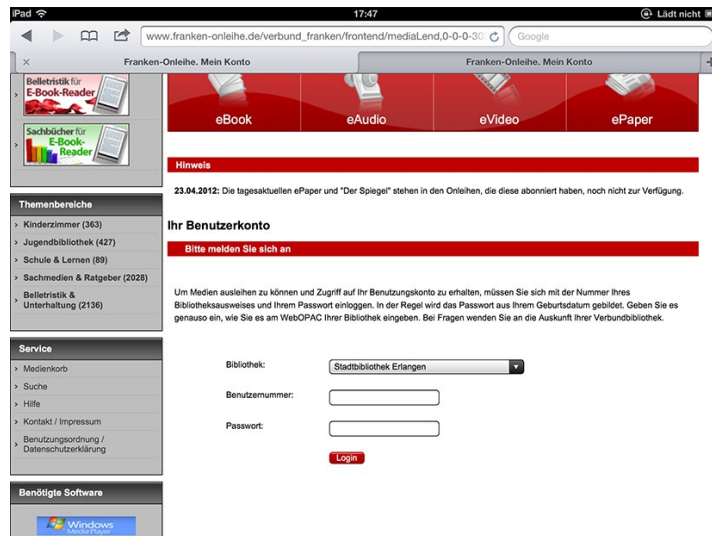 iPad
17:47
Lädt nicht
www.franken-onleihe.de/verbund_franken/frontend/mediaLend,0-0-0-30
Google
Franken-Onleihe. Mein Konto
Franken-Onleihe. Mein Konto
Belletristik für
E-Book-Reader
Sachbücher für
E-Book-
Reader
Themenbereiche
Kinderzimmer (363)
Jugendbibliothek (427)
Schule & Lernen (89)
Sachmedien & Ratgeber (2028)
Belletristik &
Unterhaltung (2136)
Service
Medienkorb
Suche
Hilfe
Kontakt / Impressum
Benutzungsordnung /
Datenschutzerklärung
Benötigte Software
Windows
Media Player
eBook
eAudio
eVideo
ePaper
Hinweis
23.04.2012: Die tagesaktuellen ePaper und "Der Spiegel" stehen in den Onleihen, die diese abonniert haben, noch nicht zur Verfügung.
Ihr Benutzerkonto
Bitte melden Sie sich an
Um Medien ausleihen zu können und Zugriff auf Ihr Benutzungskonto zu erhalten, müssen Sie sich mit der Nummer Ihres
Bibliotheksausweises und Ihrem Passwort einloggen. In der Regel wird das Passwort aus Ihrem Geburtsdatum gebildet. Geben Sie es
genauso ein, wie Sie es am WebOPAC Ihrer Bibliothek eingeben. Bei Fragen wenden Sie an die Auskunft Ihrer Verbundbibliothek.
Bibliothek:
Stadtbibliothek Erlangen
Benutzernummer:
Passwort:
Login